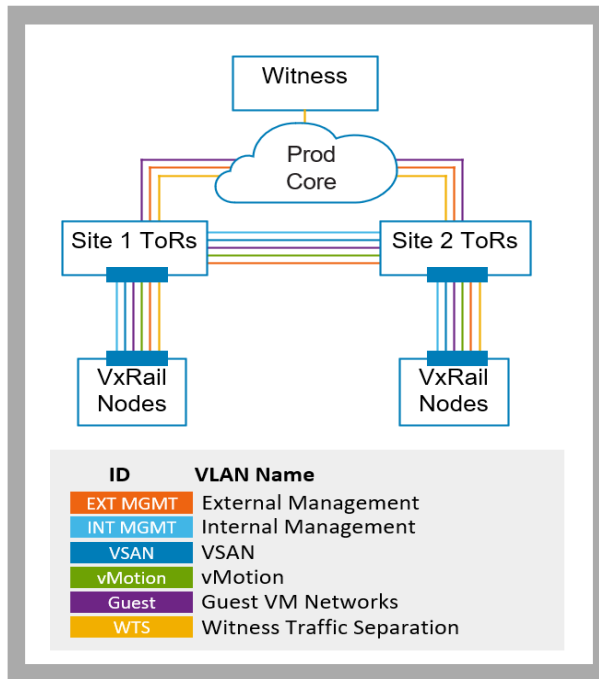 Witness
Prod
Core
Site 1 ToRs
Site 2 ToRs
VxRail
Nodes
VxRail
Nodes
ID VLAN Name
EXT MGMT External Management
INT MGMT Internal Management
VSAN VSAN
vMotion vMotion
Guest Guest VM Networks
WTS Witness Traffic Separation